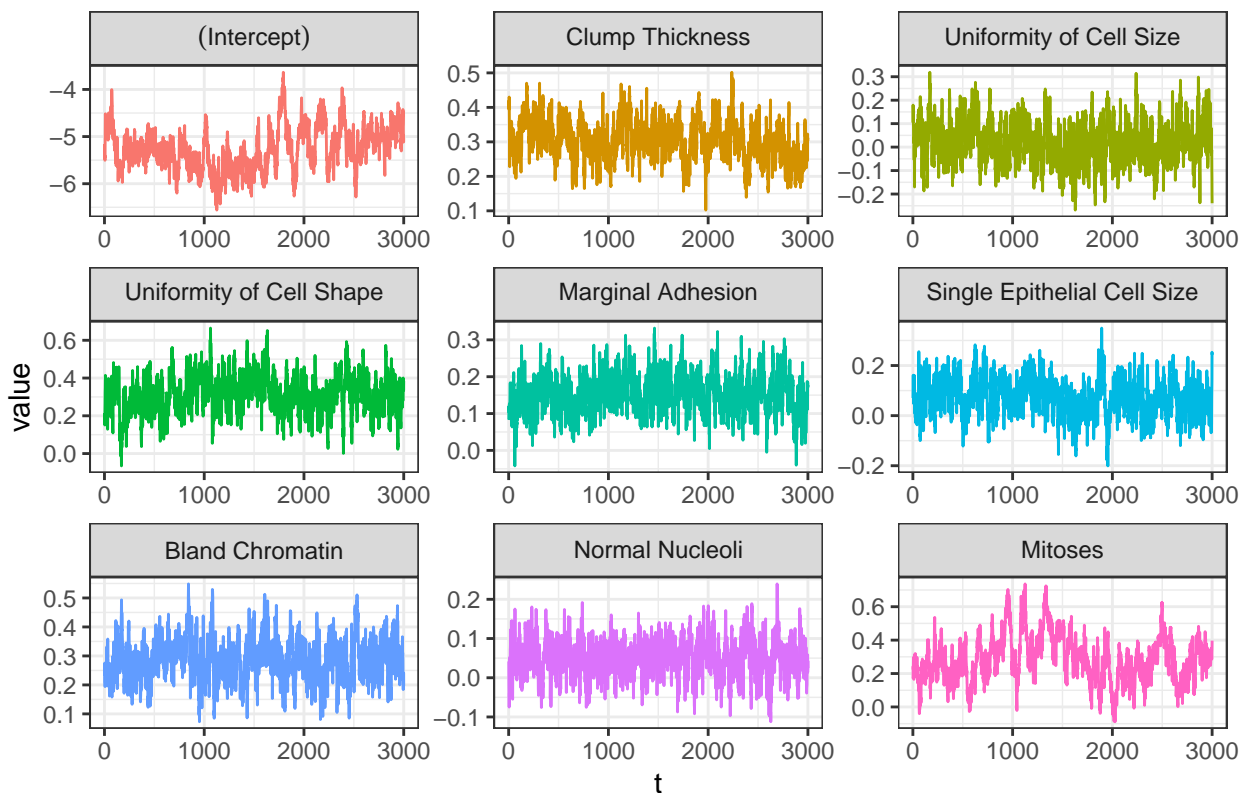 (Intercept)
Clump Thickness
Uniformity of Cell Size
−4
−5
−6
0 1000 2000 3000
0.5
0.4
0.3
0.2
0.1
0 1000 2000 3000
0.3
0.2
0.1
0.0
−0.1
−0.2
0 1000 2000 3000
Uniformity of Cell Shape
Marginal Adhesion
Single Epithelial Cell Size
value
0.6
0.4
0.2
0.0
0 1000 2000 3000
0.3
0.2
0.1
0.0
0 1000 2000 3000
0.2
0.0
−0.2
0 1000 2000 3000
Bland Chromatin
Normal Nucleoli
Mitoses
0.5
0.4
0.3
0.2
0.1
0 1000 2000 3000
0.2
0.1
0.0
−0.1
0 1000 2000 3000
0.6
0.4
0.2
0.0
0 1000 2000 3000
t